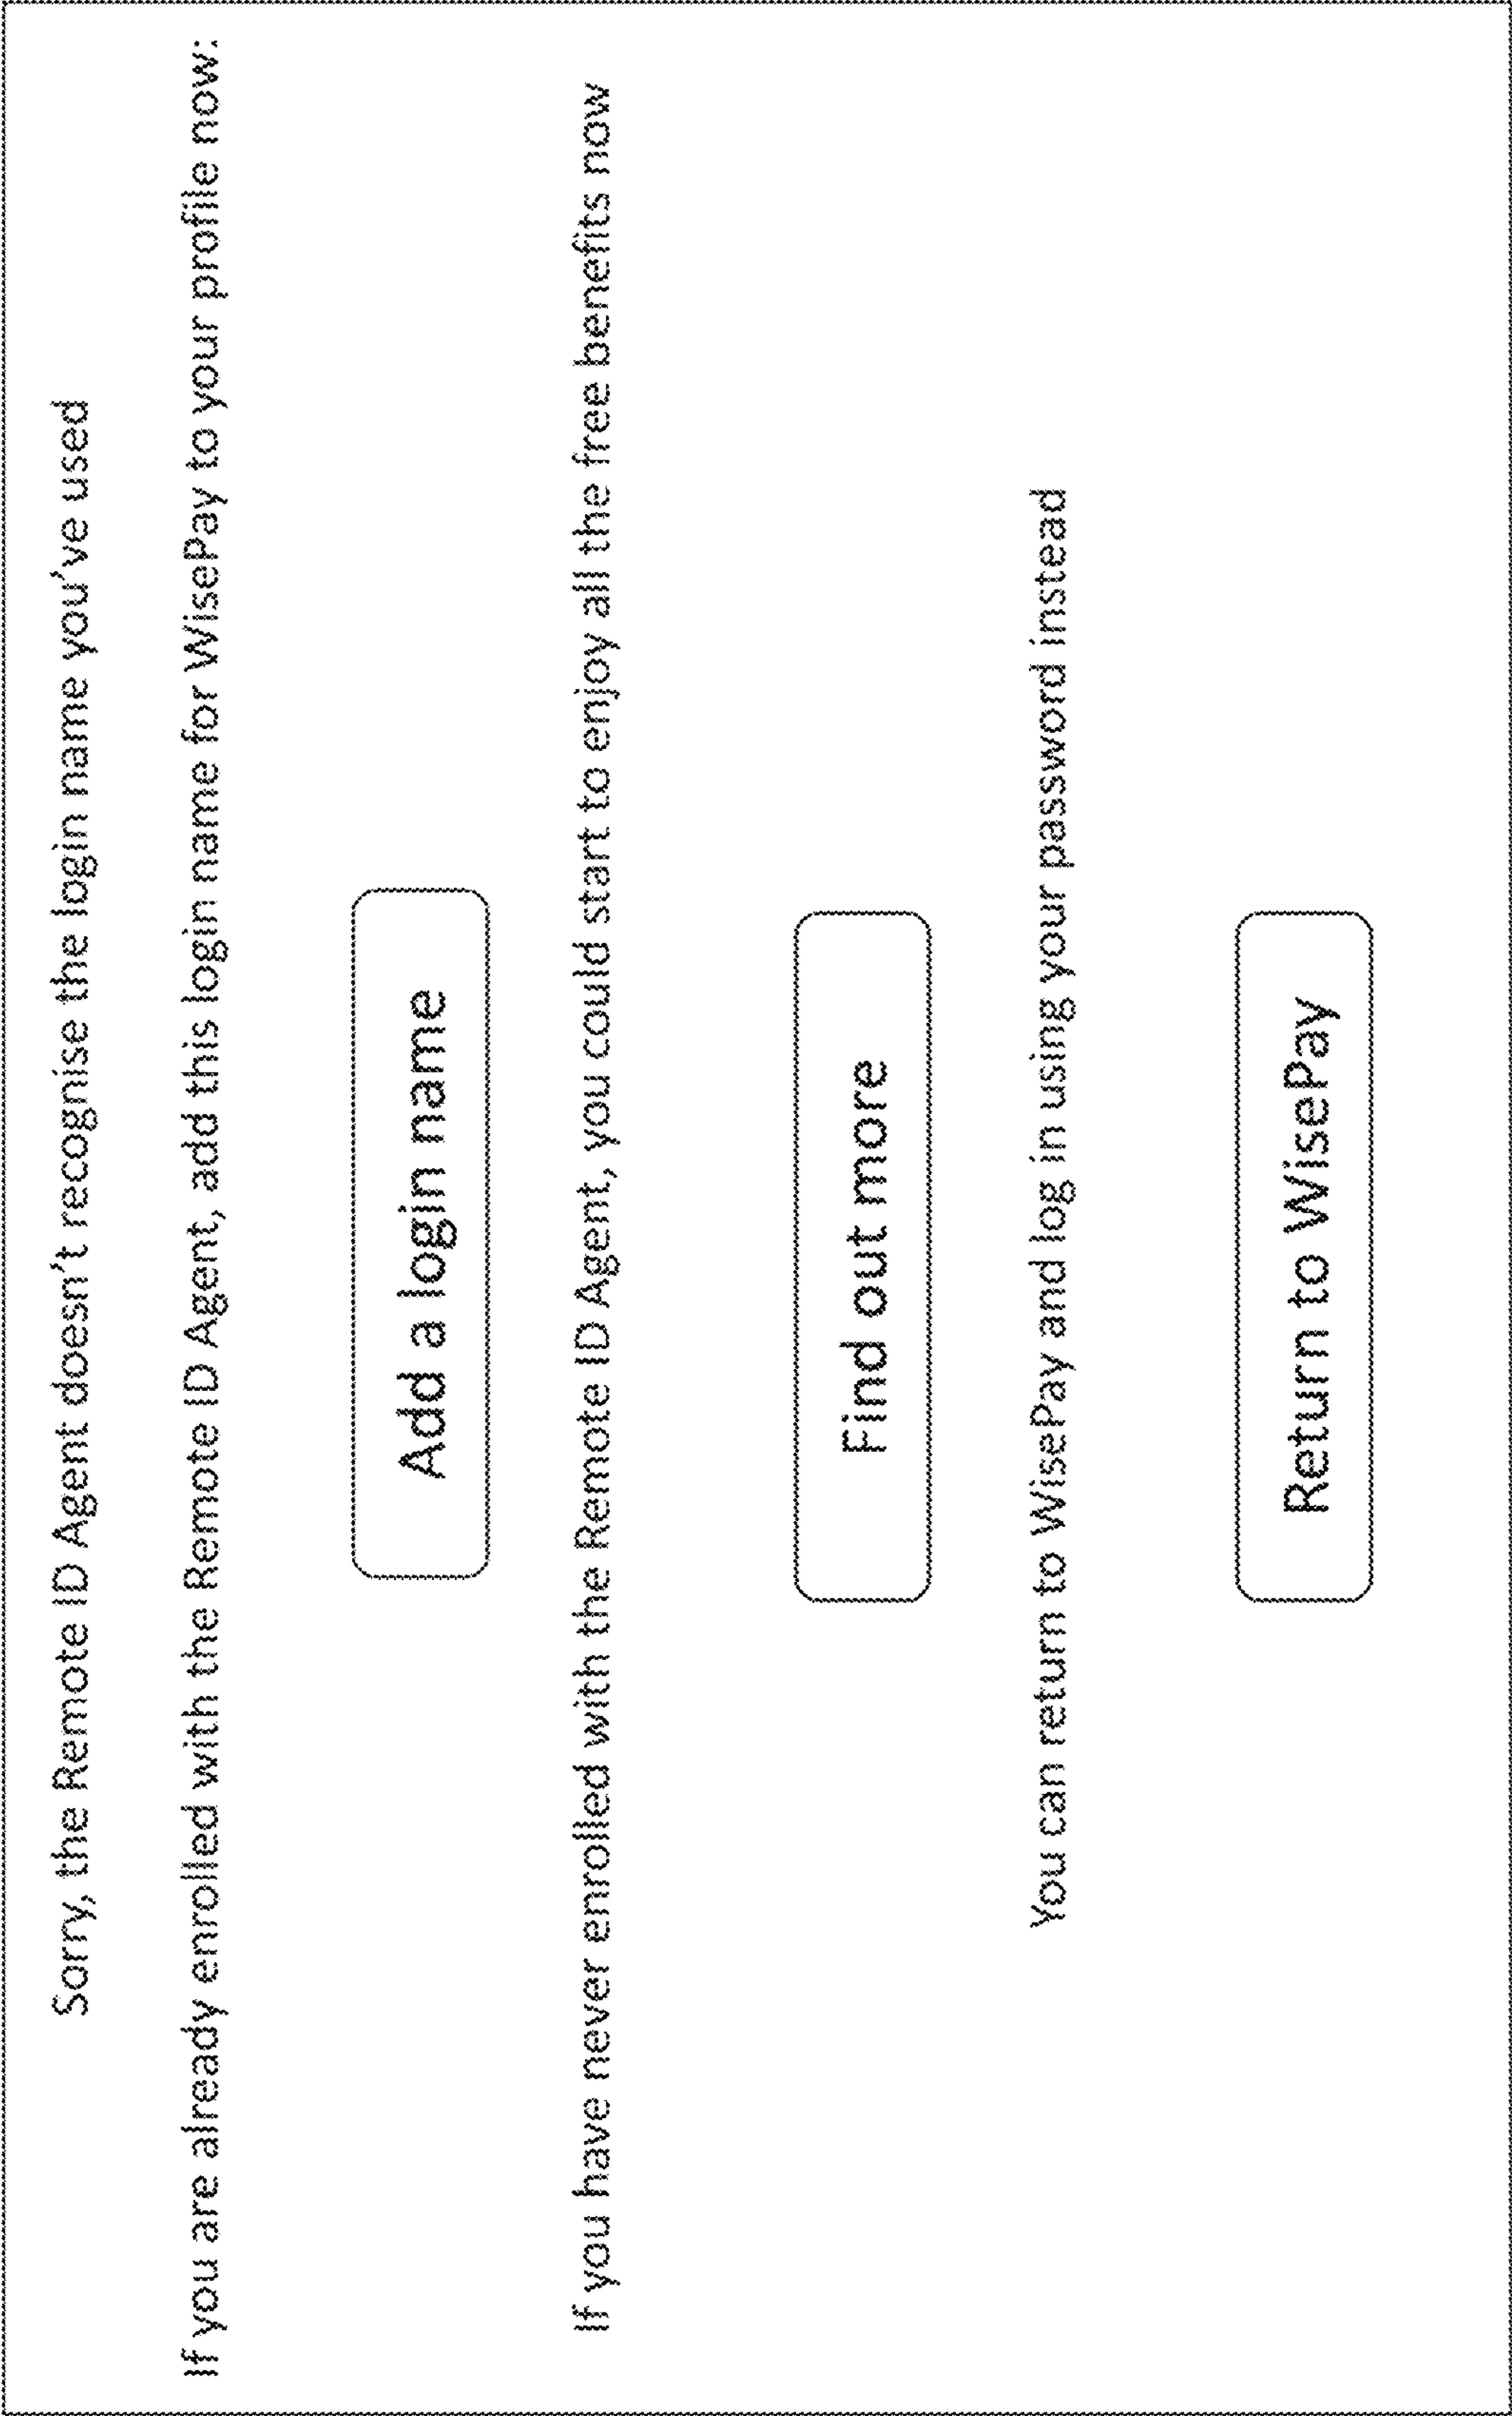 Sorry, the Remote ID Agent doesn't recognise the login name you've used
If you are already enrolled with the Remote ID Agent, add this login name for WisePay to your profile now:
Add a login name
If you have never enrolled with the Remote ID Agent, you could start to enjoy all the free benefits now
Find out more
You can return to WisePay and log in using your password instead
Return to WisePay